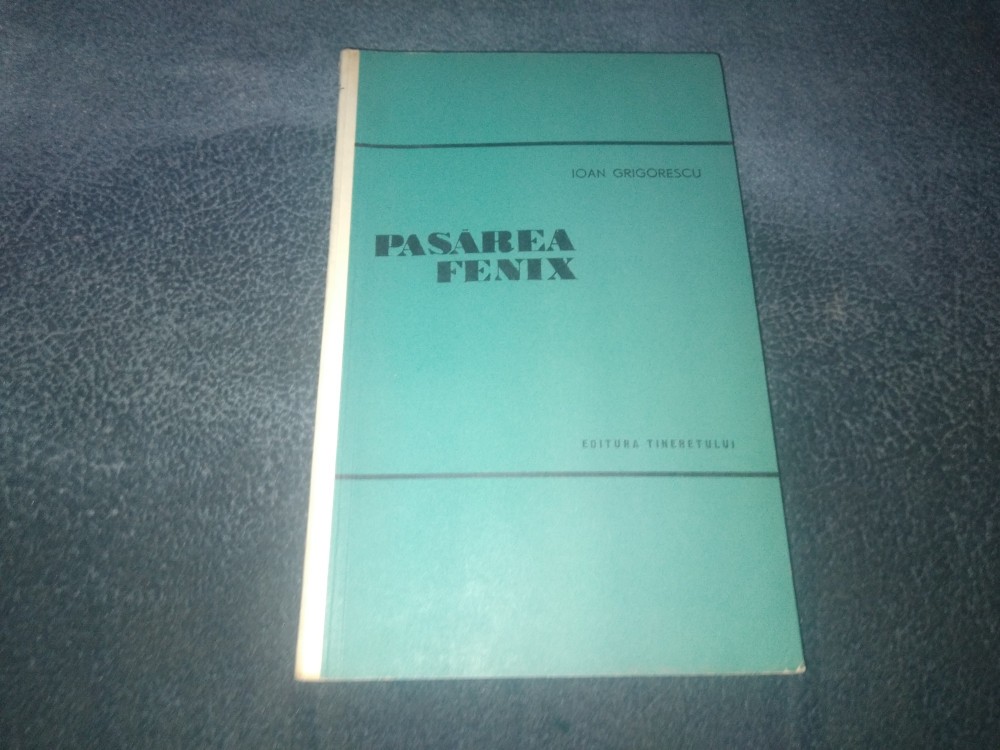 IOAN GRIGORESCU
PASĂREA
FENIX
EDITURA TINERETULUI